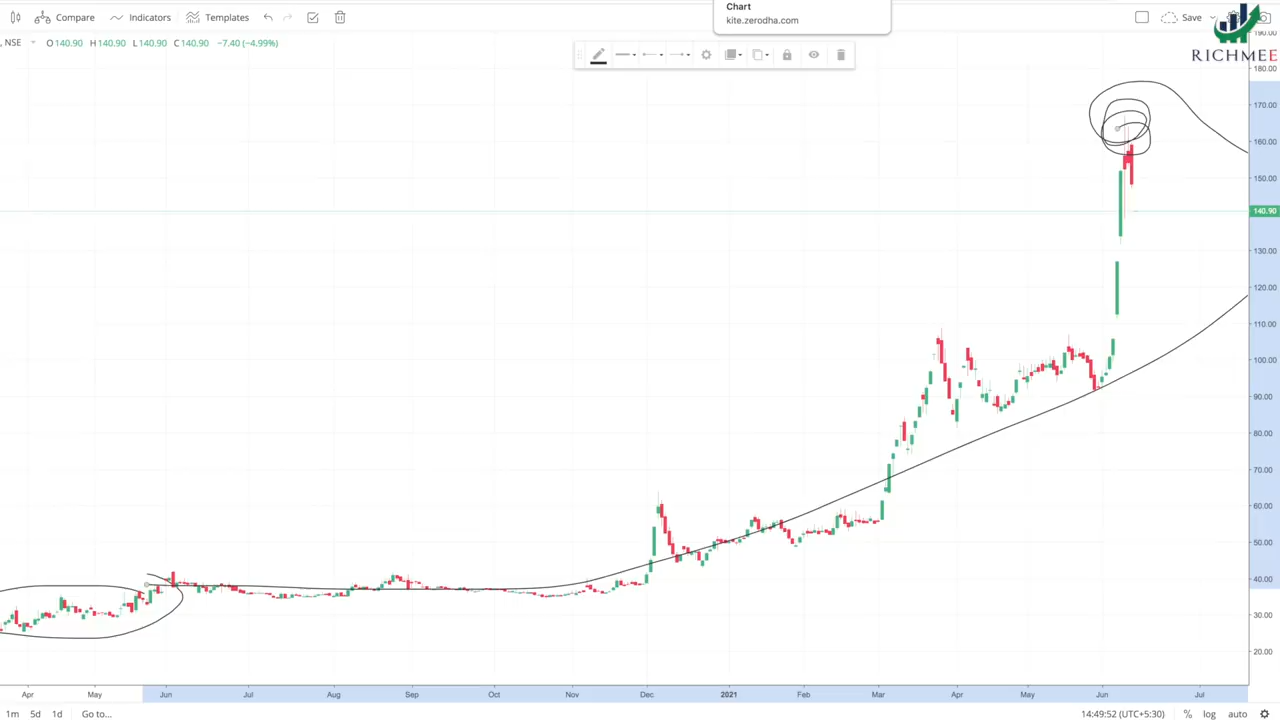 Compare Indicators Templates
Chart
kite.zerodha.com
Save
RICHMEE
, NSE O140.90 H140.90 L140.90 C140.90 −7.40 (−4.99%)
180.00
170.00
160.00
150.00
140.90
130.00
120.00
110.00
100.00
90.00
80.00
70.00
60.00
50.00
40.00
30.00
20.00
Apr May Jun Jul Aug Sep Oct Nov Dec 2021 Feb Mar Apr May Jun Jul
1m 5d 1d Go to... 14:49:52 (UTC+5:30) % log auto